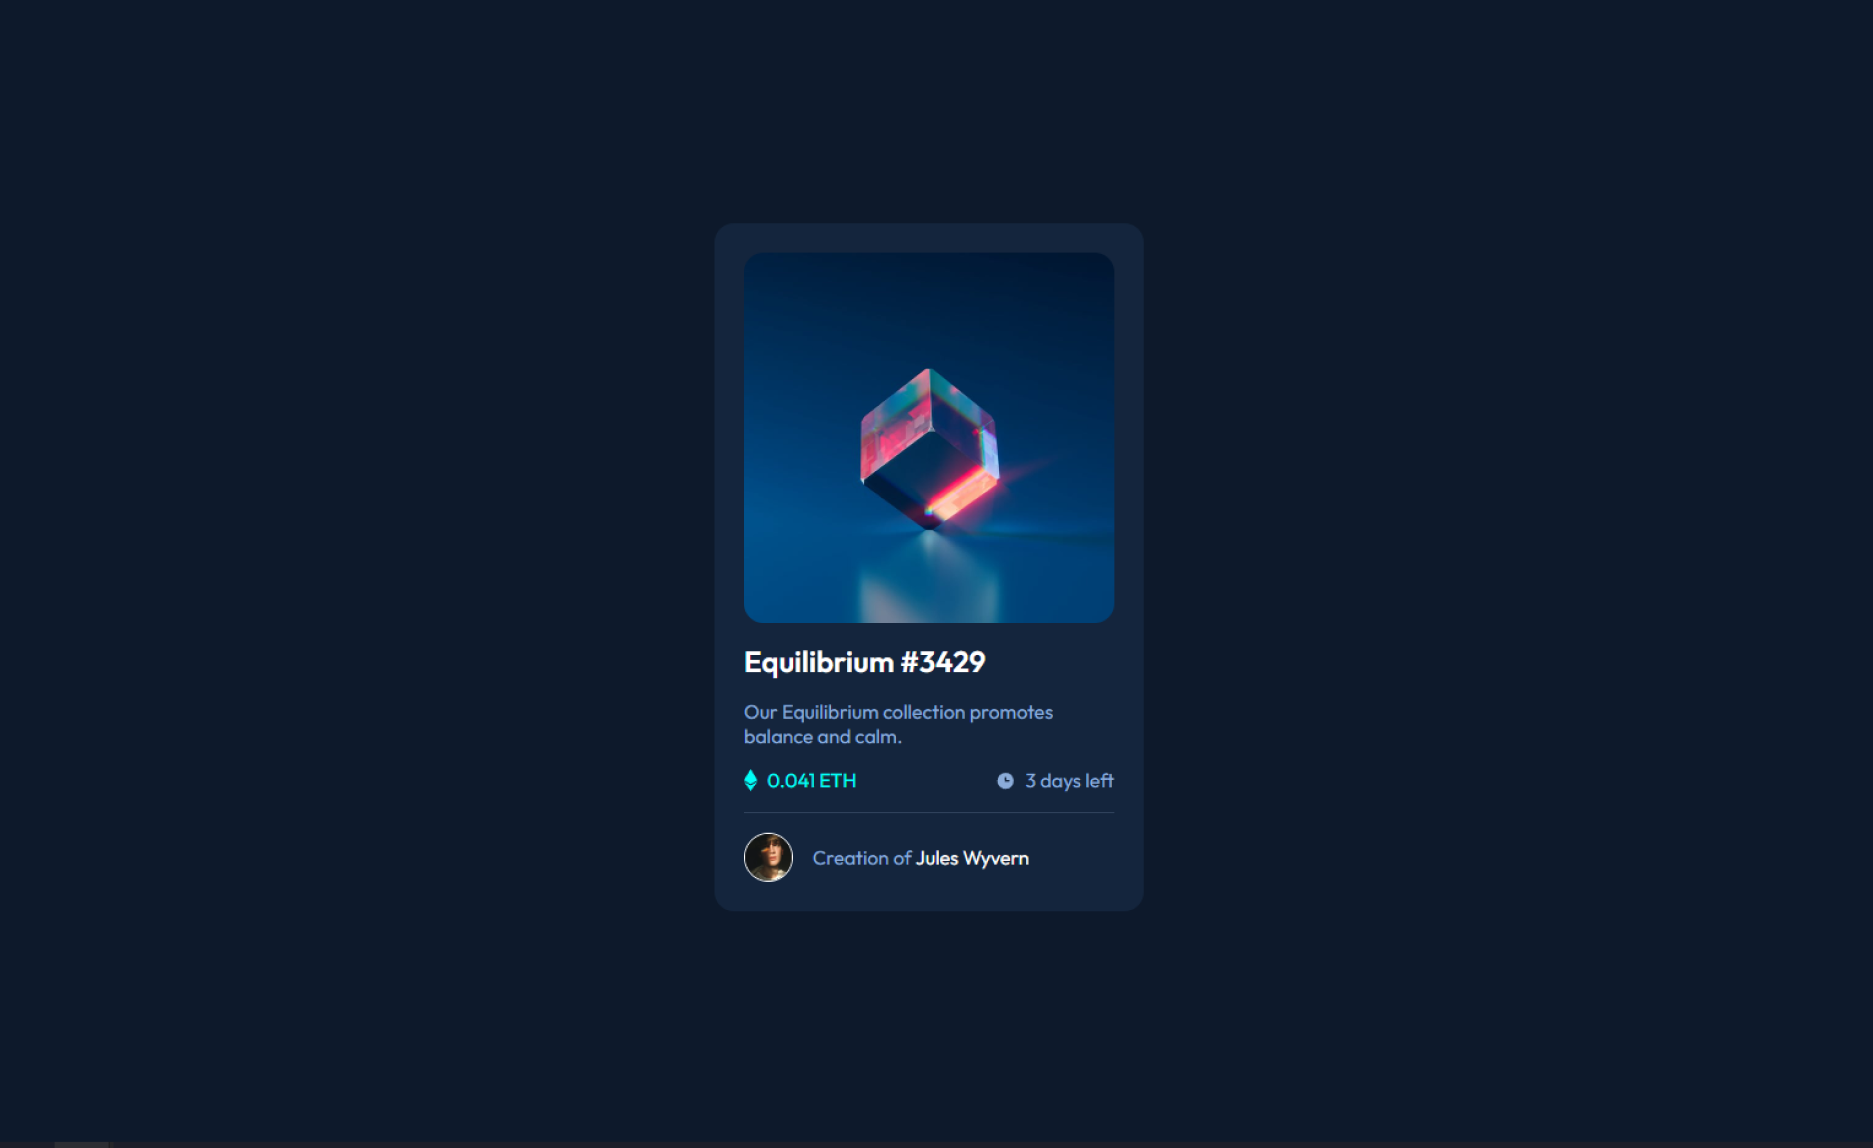 Equilibrium #3429
Our Equilibrium collection promotes
balance and calm.
0.041 ETH
3 days left
Creation of Jules Wyvern